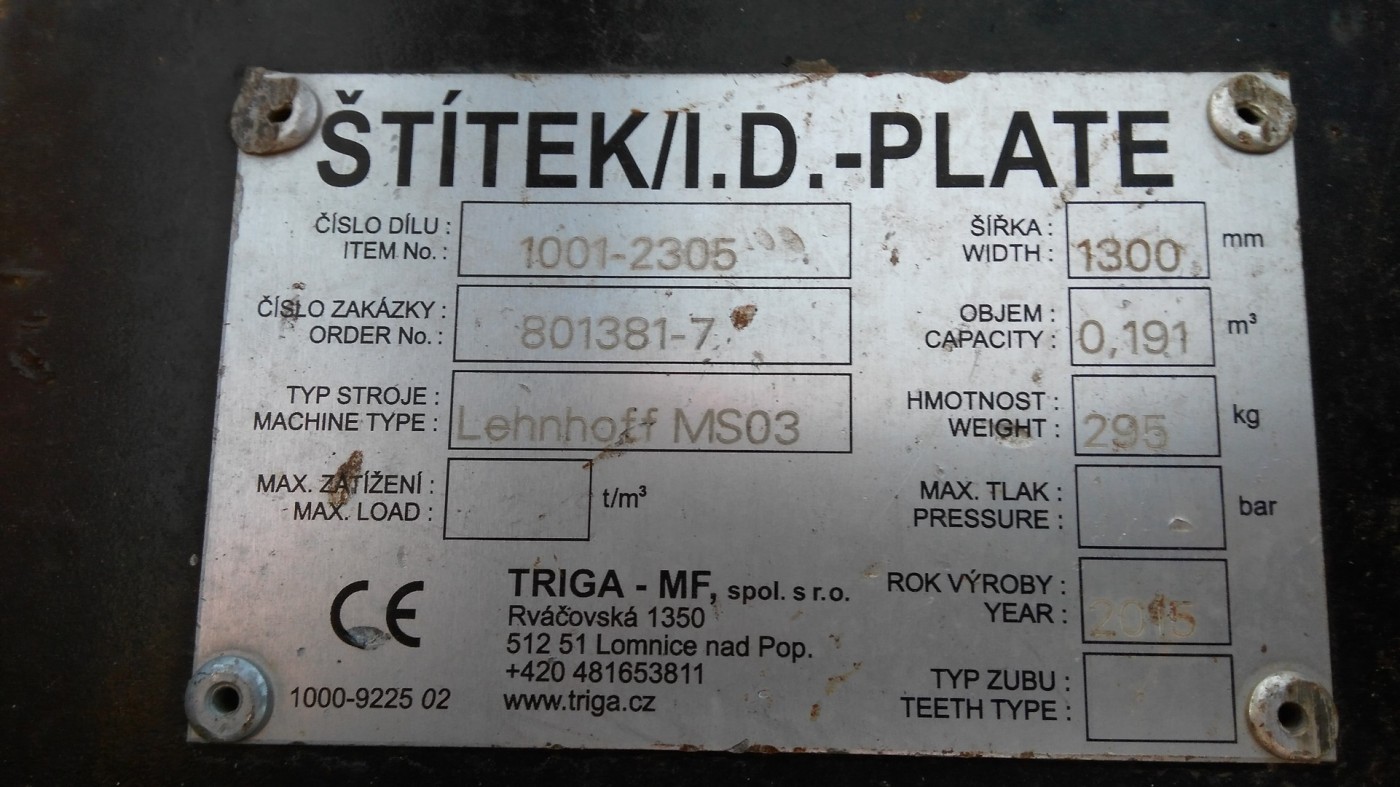 ŠTÍTEK/I.D.-PLATE
ČÍSLO DÍLU :
ITEM No. :
1001-2305
ŠÍŘKA :
WIDTH :
1300 mm
ČÍSLO ZAKÁZKY :
ORDER No. :
801381-7
OBJEM :
CAPACITY :
0,191 m³
TYP STROJE :
MACHINE TYPE :
Lehnhoff MS03
HMOTNOST :
WEIGHT :
295 kg
MAX. ZATÍŽENÍ :
MAX. LOAD :
t/m³
MAX. TLAK :
PRESSURE :
bar
CE
TRIGA - MF, spol. s r.o.
Rváčovská 1350
512 51 Lomnice nad Pop.
+420 481653811
www.triga.cz
1000-9225 02
ROK VÝROBY :
YEAR :
2015
TYP ZUBU :
TEETH TYPE :